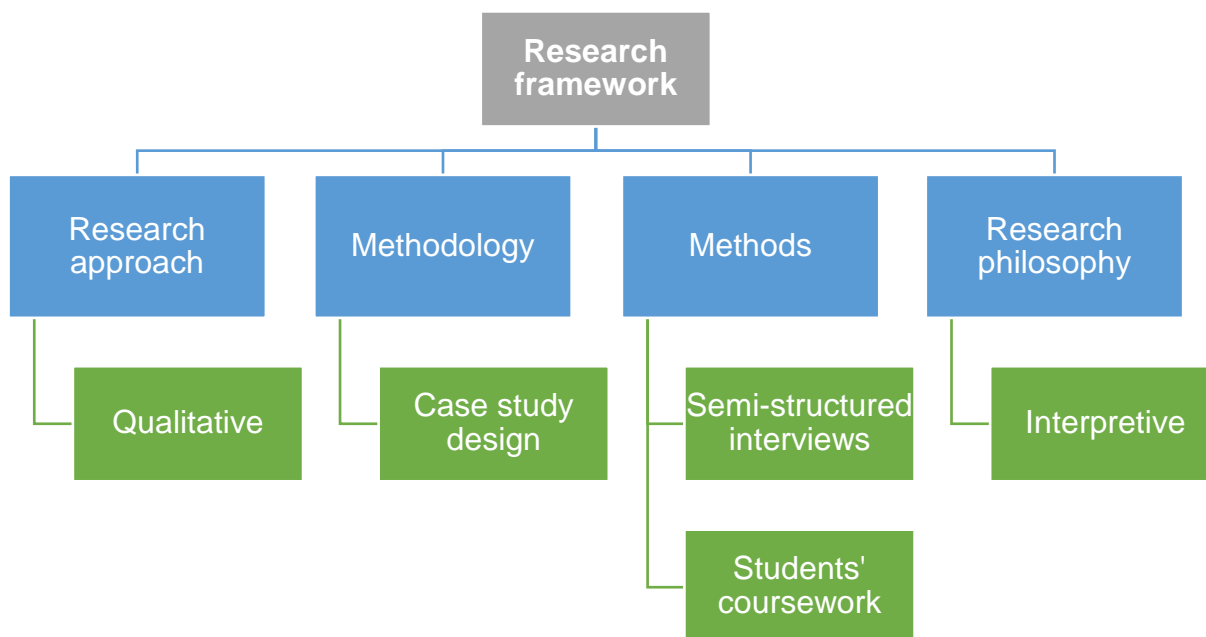 Research
framework
Research
approach
Methodology
Methods
Research
philosophy
Qualitative
Case study
design
Semi-structured
interviews
Interpretive
Students'
coursework